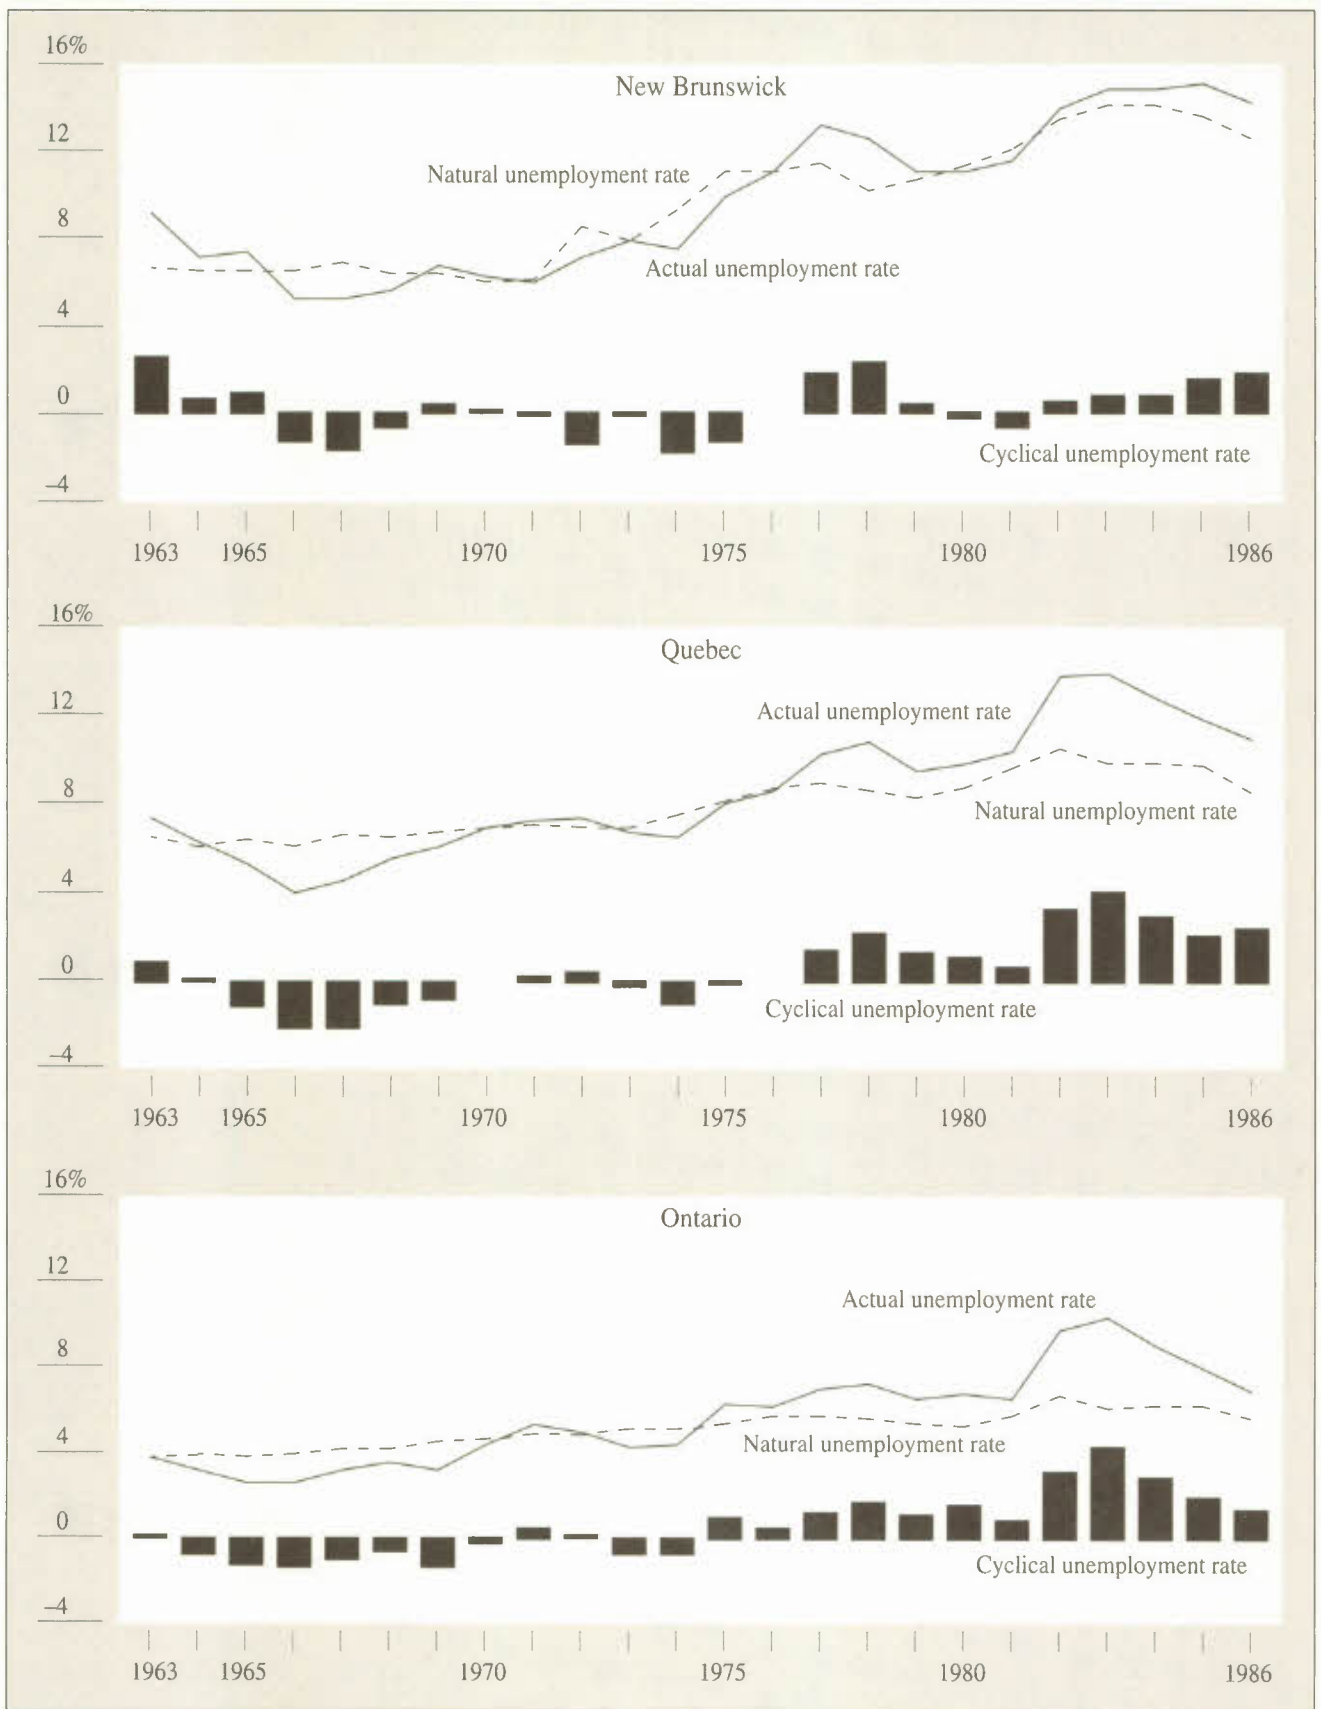 16%
New Brunswick
12
Natural unemployment rate
8
Actual unemployment rate
4
0
Cyclical unemployment rate
–4
1963 1965 1970 1975 1980 1986
16%
Quebec
12
Actual unemployment rate
8
Natural unemployment rate
4
0
Cyclical unemployment rate
–4
1963 1965 1970 1975 1980 1986
16%
Ontario
12
Actual unemployment rate
8
4
Natural unemployment rate
0
Cyclical unemployment rate
–4
1963 1965 1970 1975 1980 1986